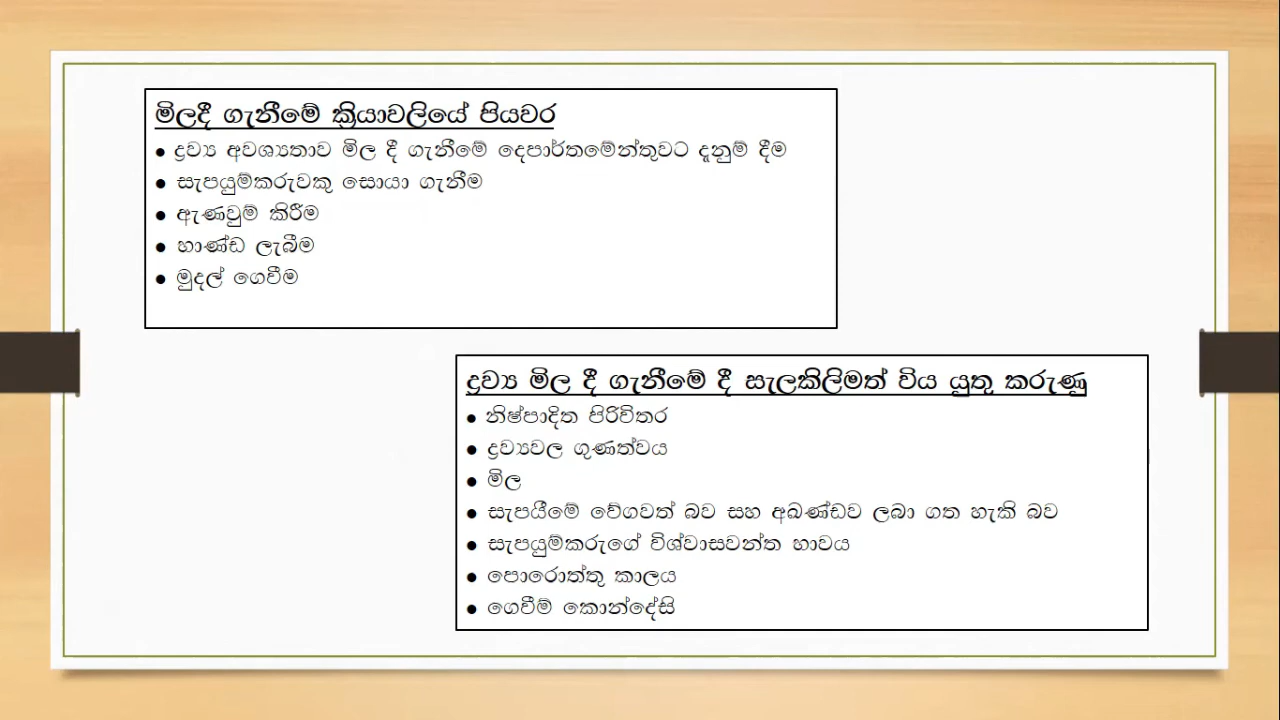 මිලදී ගැනීමේ ක්‍රියාවලියේ පියවර
● ද්‍රව්‍ය අවශ්‍යතාව මිල දී ගැනීමේ දෙපාර්තමේන්තුවට දැනුම් දීම
● සැපයුම්කරුවකු සොයා ගැනීම
● ඇණවුම් කිරීම
● භාණ්ඩ ලැබීම
● මුදල් ගෙවීම
ද්‍රව්‍ය මිල දී ගැනීමේ දී සැලකිලිමත් විය යුතු කරුණු
● නිෂ්පාදිත පිරිවිතර
● ද්‍රව්‍යවල ගුණත්වය
● මිල
● සැපයීමේ වේගවත් බව සහ අඛණ්ඩව ලබා ගත හැකි බව
● සැපයුම්කරුගේ විශ්වාසවන්ත භාවය
● පොරොත්තු කාලය
● ගෙවීම් කොන්දේසි